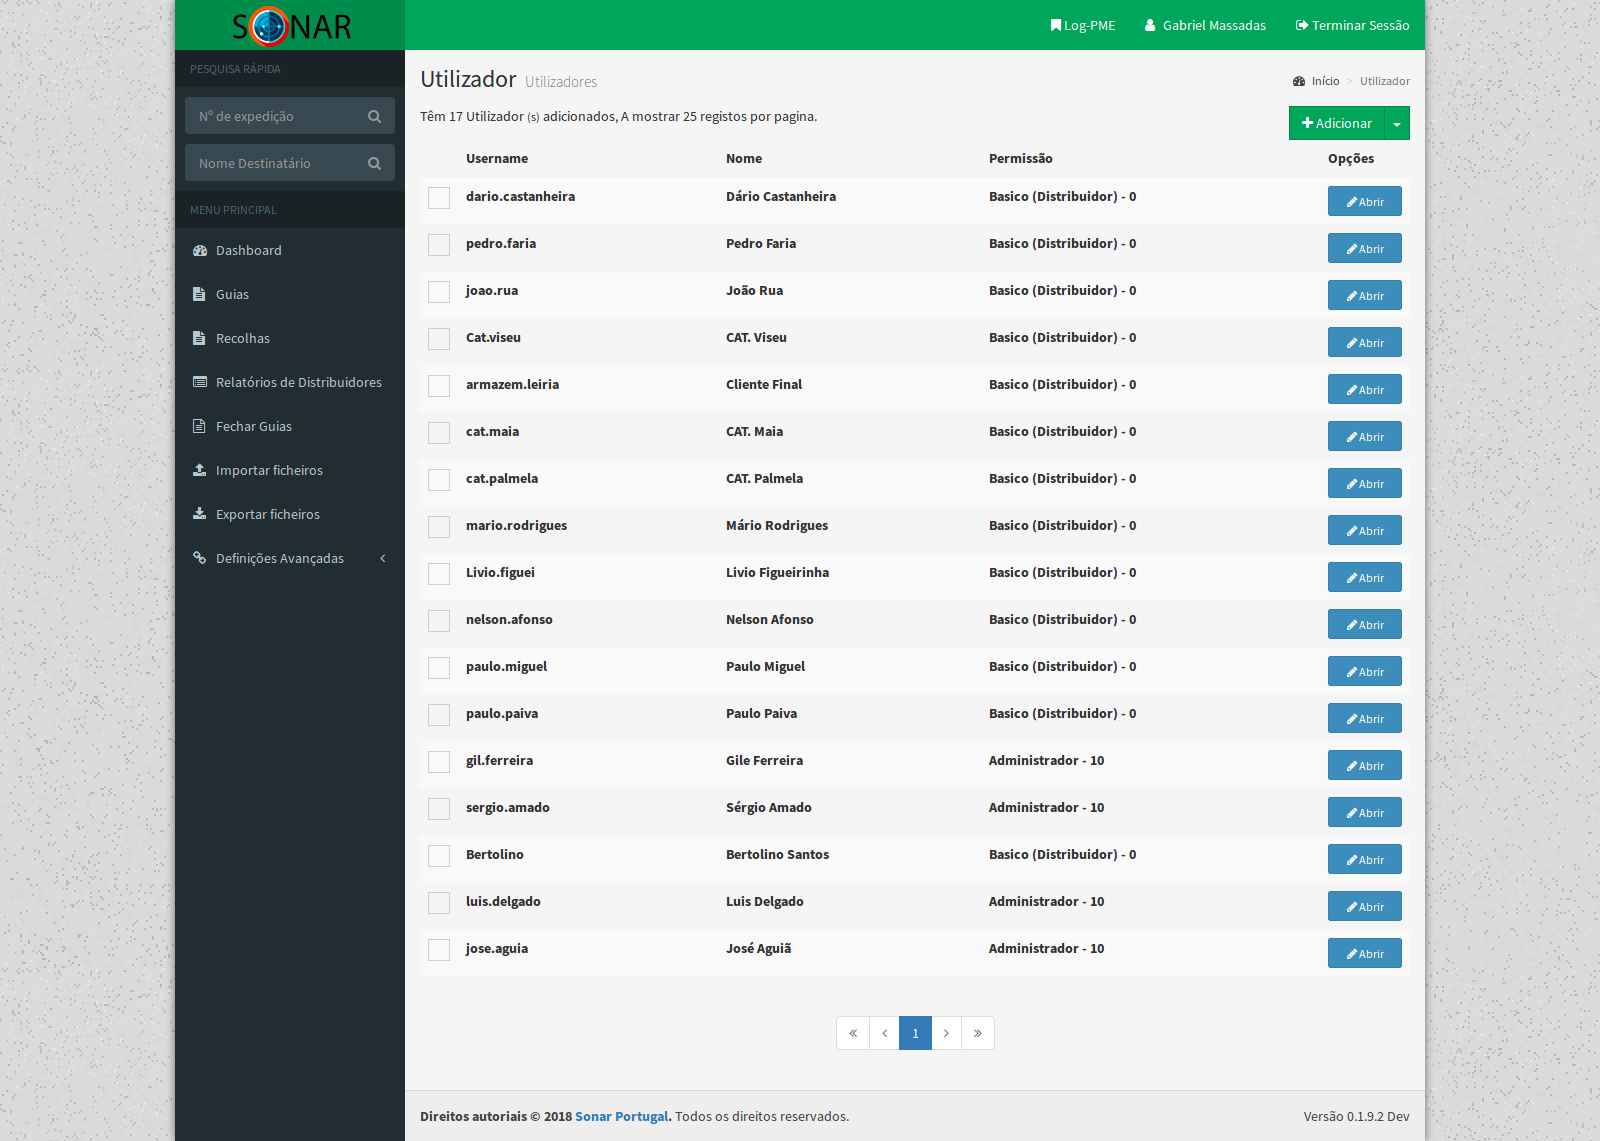 SONAR
Log-PME Gabriel Massadas Terminar Sessão
PESQUISA RÁPIDA
Nº de expedição
Nome Destinatário
MENU PRINCIPAL
Dashboard
Guias
Recolhas
Relatórios de Distribuidores
Fechar Guias
Importar ficheiros
Exportar ficheiros
Definições Avançadas
Utilizador Utilizadores
Início > Utilizador
Têm 17 Utilizador (s) adicionados, A mostrar 25 registos por pagina.
Adicionar
Username Nome Permissão Opções
dario.castanheira Dário Castanheira Basico (Distribuidor) - 0 Abrir
pedro.faria Pedro Faria Basico (Distribuidor) - 0 Abrir
joao.rua João Rua Basico (Distribuidor) - 0 Abrir
Cat.viseu CAT. Viseu Basico (Distribuidor) - 0 Abrir
armazem.leiria Cliente Final Basico (Distribuidor) - 0 Abrir
cat.maia CAT. Maia Basico (Distribuidor) - 0 Abrir
cat.palmela CAT. Palmela Basico (Distribuidor) - 0 Abrir
mario.rodrigues Mário Rodrigues Basico (Distribuidor) - 0 Abrir
Livio.figuei Livio Figueirinha Basico (Distribuidor) - 0 Abrir
nelson.afonso Nelson Afonso Basico (Distribuidor) - 0 Abrir
paulo.miguel Paulo Miguel Basico (Distribuidor) - 0 Abrir
paulo.paiva Paulo Paiva Basico (Distribuidor) - 0 Abrir
gil.ferreira Gile Ferreira Administrador - 10 Abrir
sergio.amado Sérgio Amado Administrador - 10 Abrir
Bertolino Bertolino Santos Basico (Distribuidor) - 0 Abrir
luis.delgado Luis Delgado Administrador - 10 Abrir
jose.aguia José Aguiã Administrador - 10 Abrir
« ‹ 1 › »
Direitos autoriais © 2018 Sonar Portugal. Todos os direitos reservados.
Versão 0.1.9.2 Dev